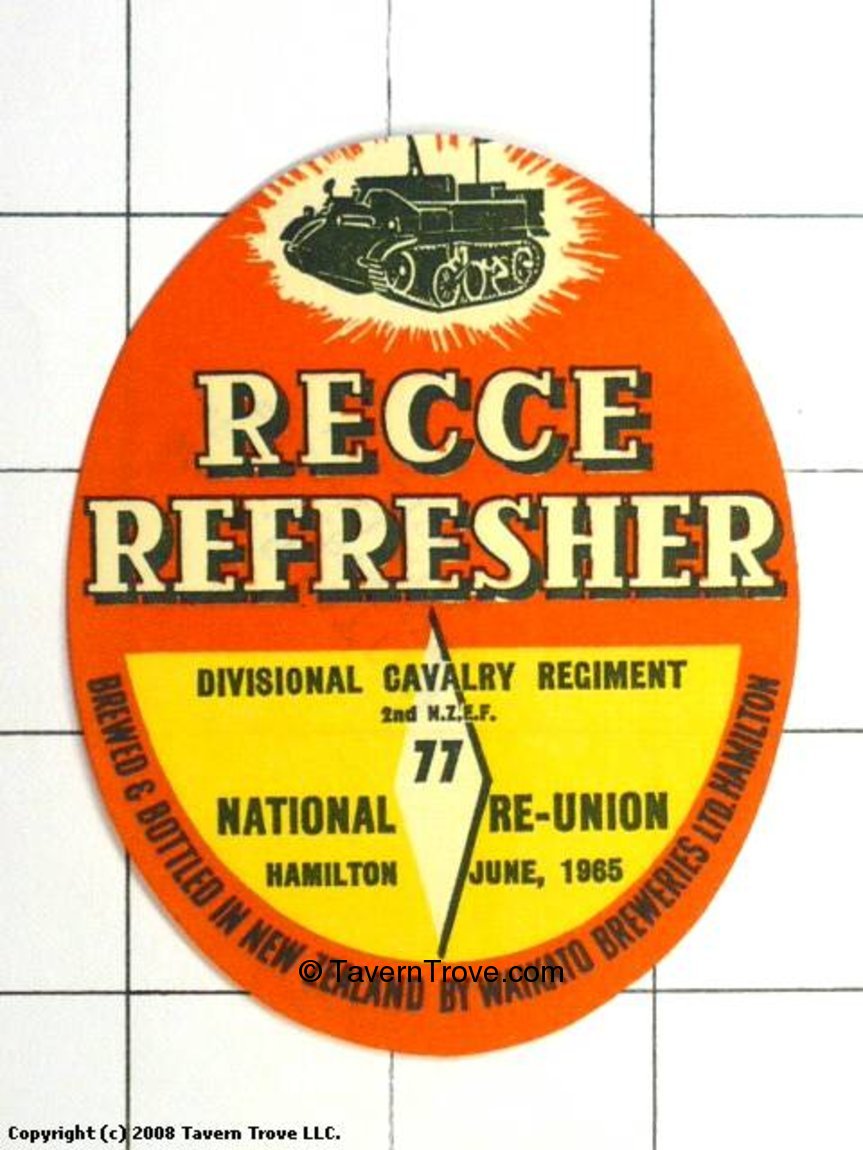 RECCE
REFRESHER
DIVISIONAL CAVALRY REGIMENT
2nd N.Z.E.F.
77
NATIONAL RE-UNION
HAMILTON JUNE, 1965
BREWED & BOTTLED IN NEW ZEALAND BY WAIKATO BREWERIES LTD. HAMILTON
© TavernTrove.com
Copyright (c) 2008 Tavern Trove LLC.